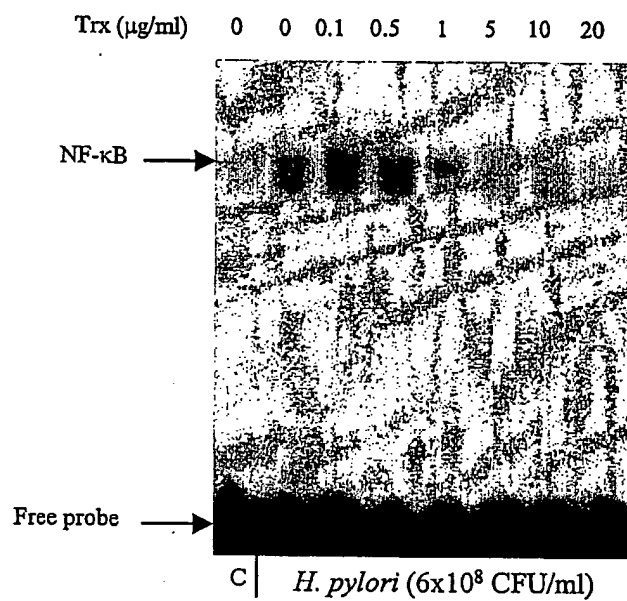 Trx (μg/ml) 0 0 0.1 0.5 1 5 10 20
NF-κB
Free probe
C H. pylori (6x10⁸ CFU/ml)